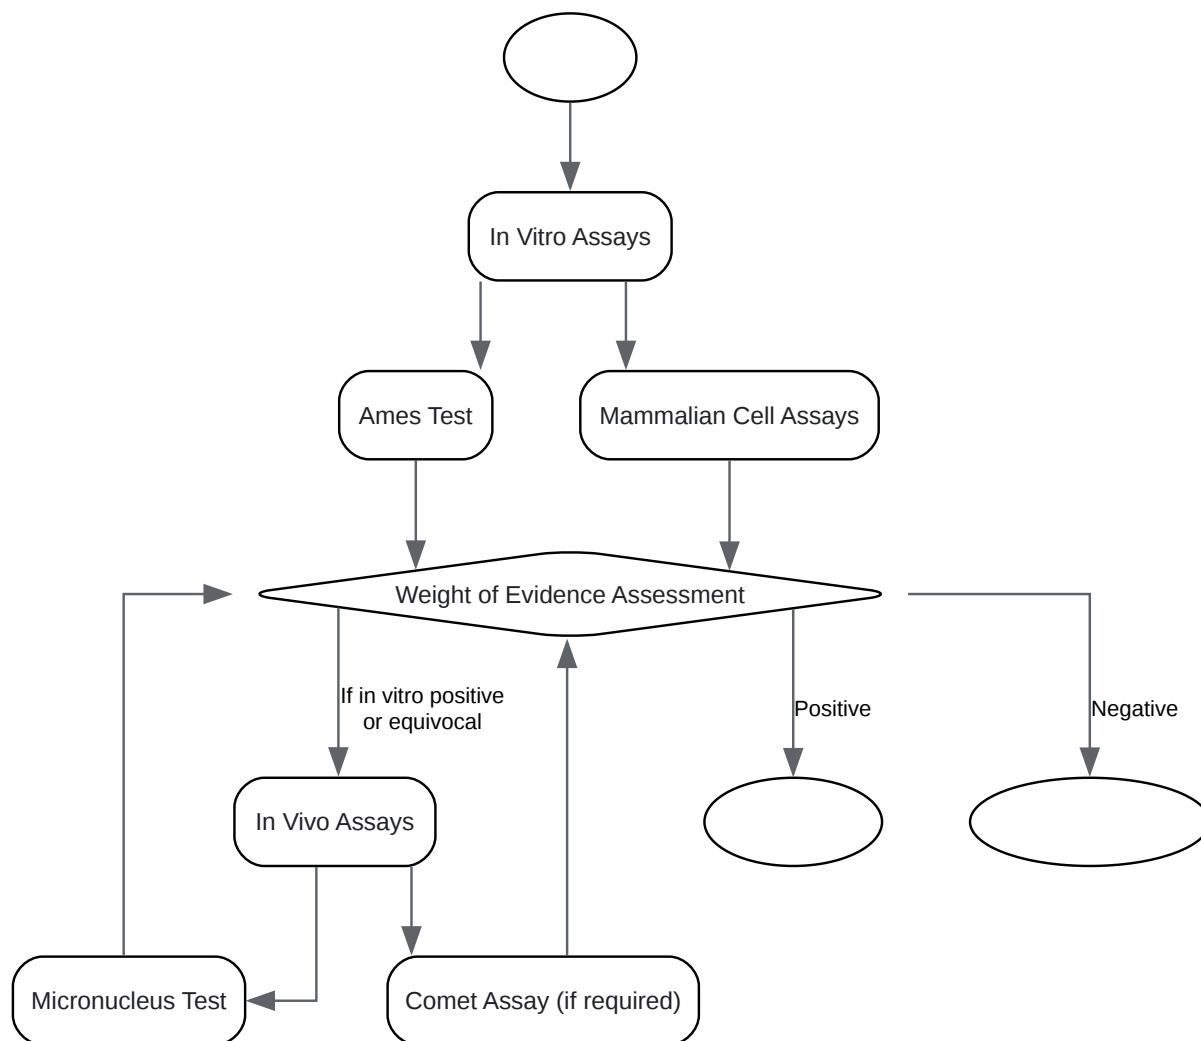 In Vitro Assays
Ames Test
Mammalian Cell Assays
Weight of Evidence Assessment
If in vitro positive
or equivocal
Positive
Negative
In Vivo Assays
Micronucleus Test
Comet Assay (if required)